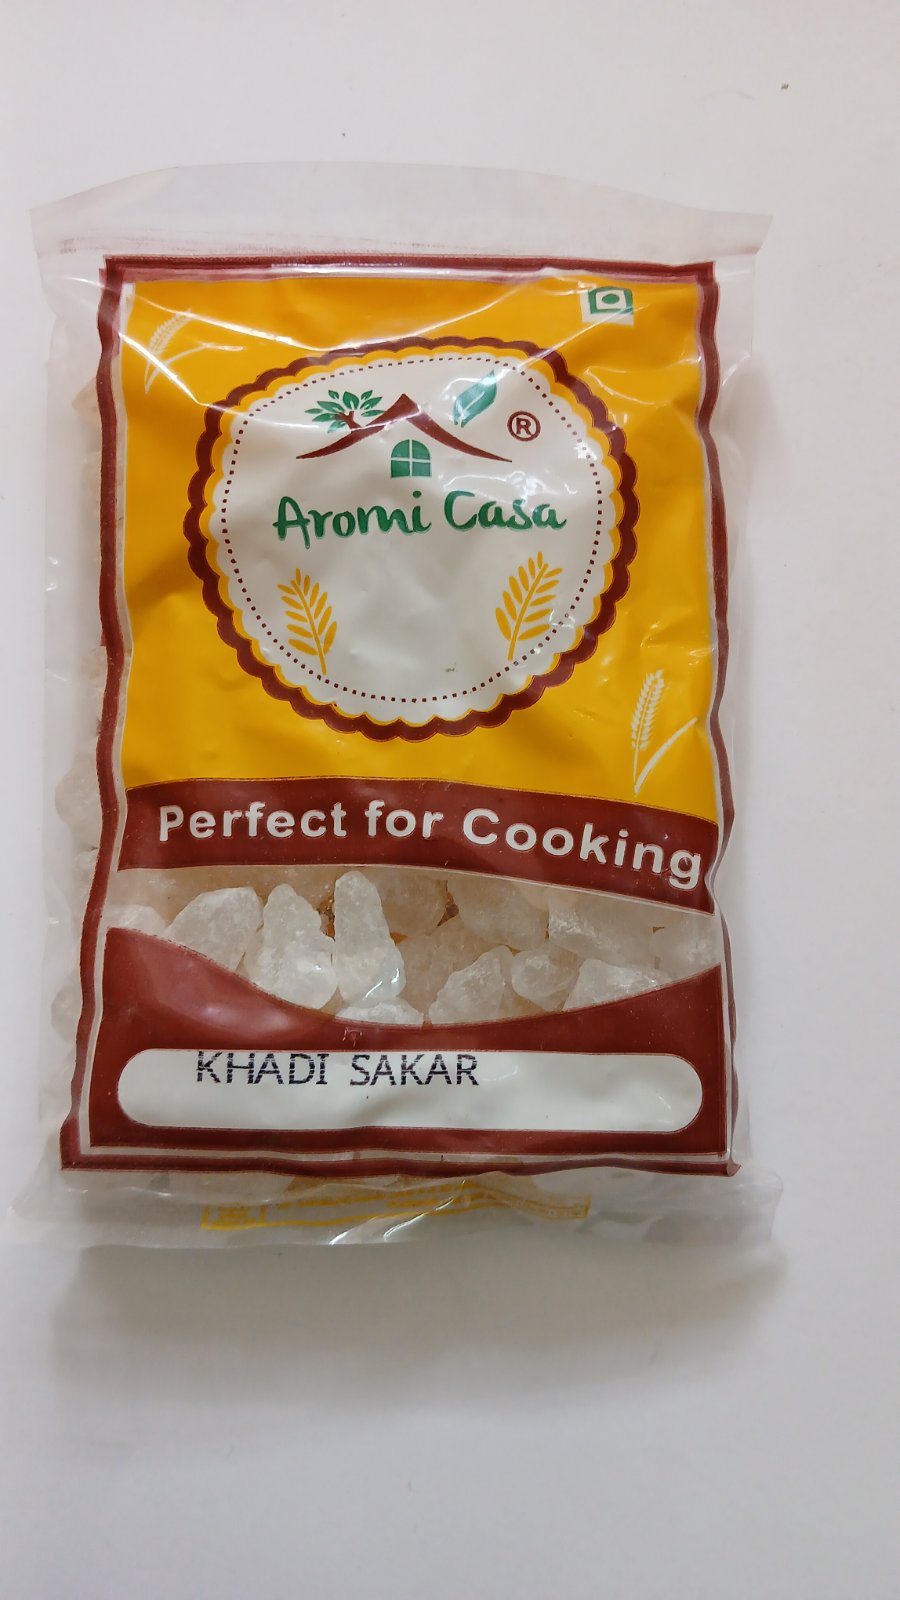 ®
Aromi Casa
Perfect for Cooking
KHADI SAKAR